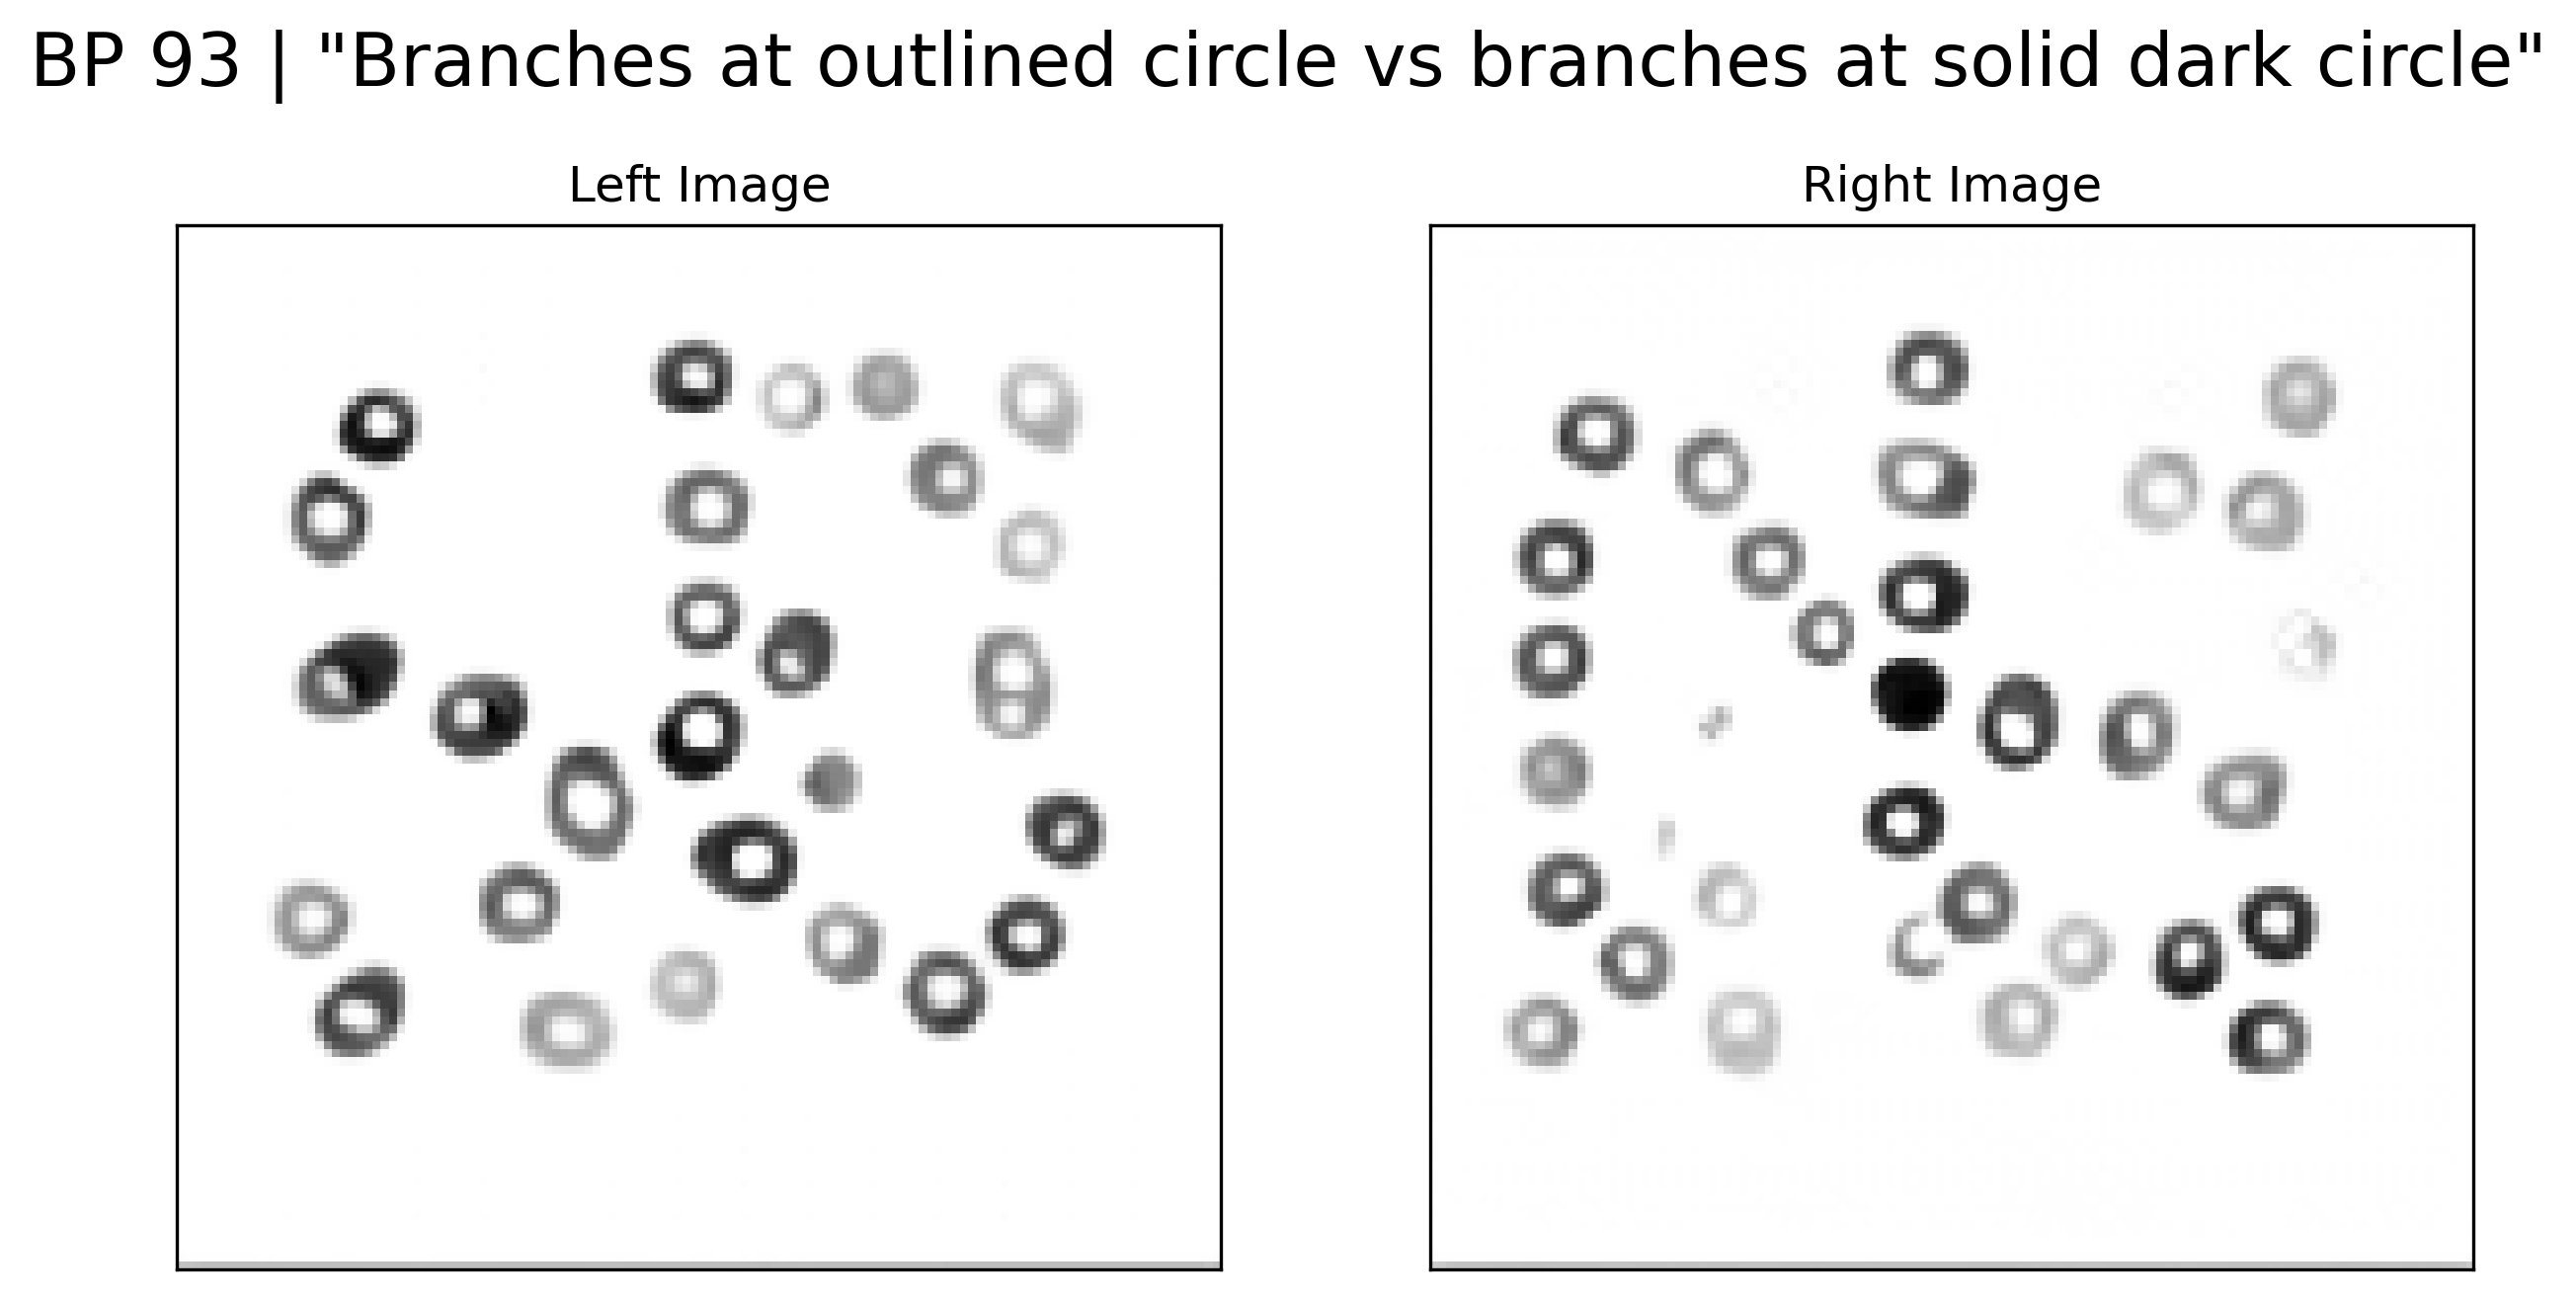 BP 93 | "Branches at outlined circle vs branches at solid dark circle"
Left Image
Right Image